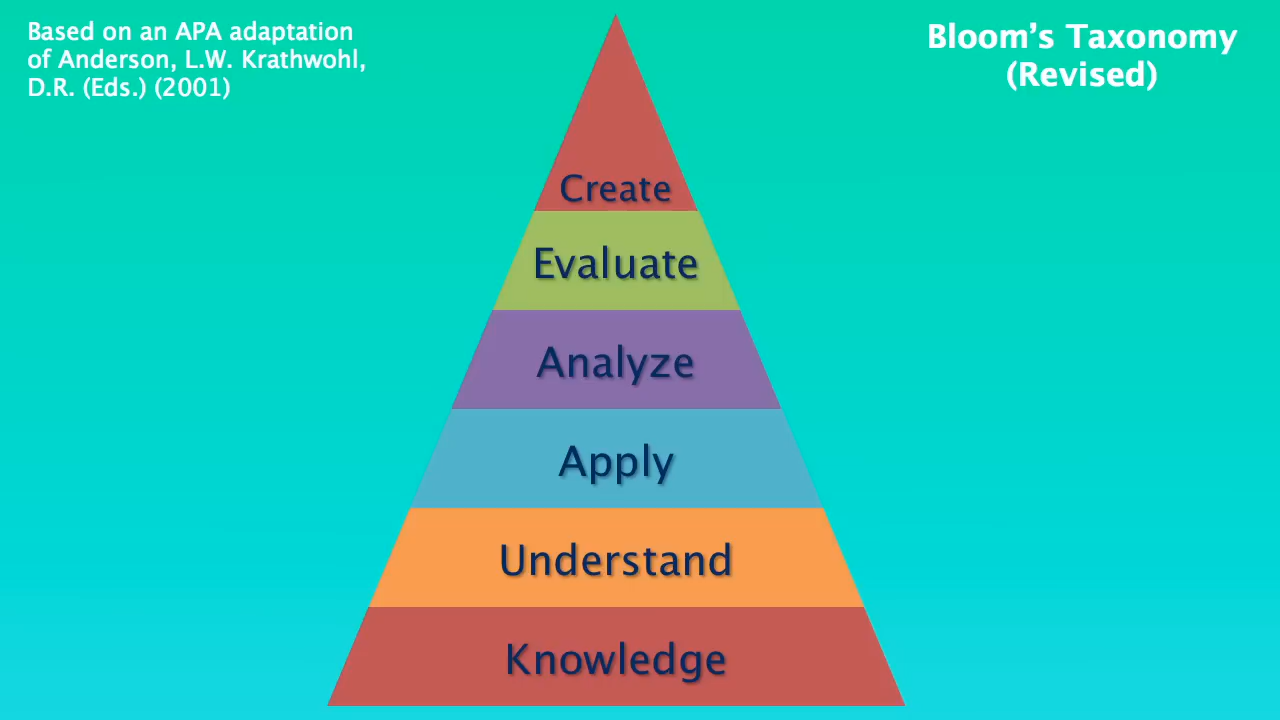 Based on an APA adaptation
of Anderson, L.W. Krathwohl,
D.R. (Eds.) (2001)
Bloom’s Taxonomy
(Revised)
Create
Evaluate
Analyze
Apply
Understand
Knowledge